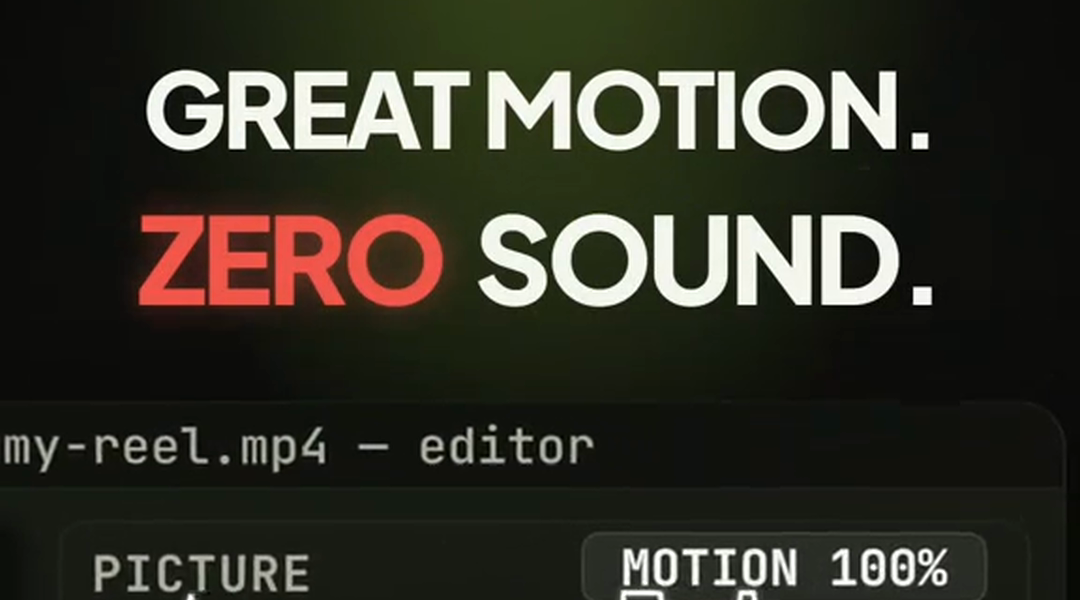 GREAT MOTION.
ZERO SOUND.
my-reel.mp4 — editor
PICTURE
MOTION 100%